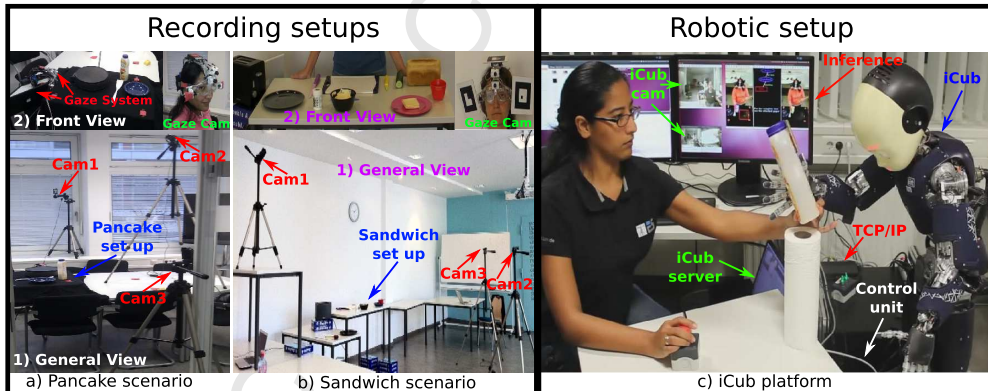 Recording setups
Gaze System
2) Front View
Gaze Cam
2) Front View
Gaze Cam
Cam1
Cam2
Pancake
set up
Cam3
1) General View
a) Pancake scenario
Cam1
1) General View
Sandwich
set up
Cam3
Cam2
b) Sandwich scenario
Robotic setup
iCub
cam
Inference
iCub
TCP/IP
iCub
server
Control
unit
c) iCub platform